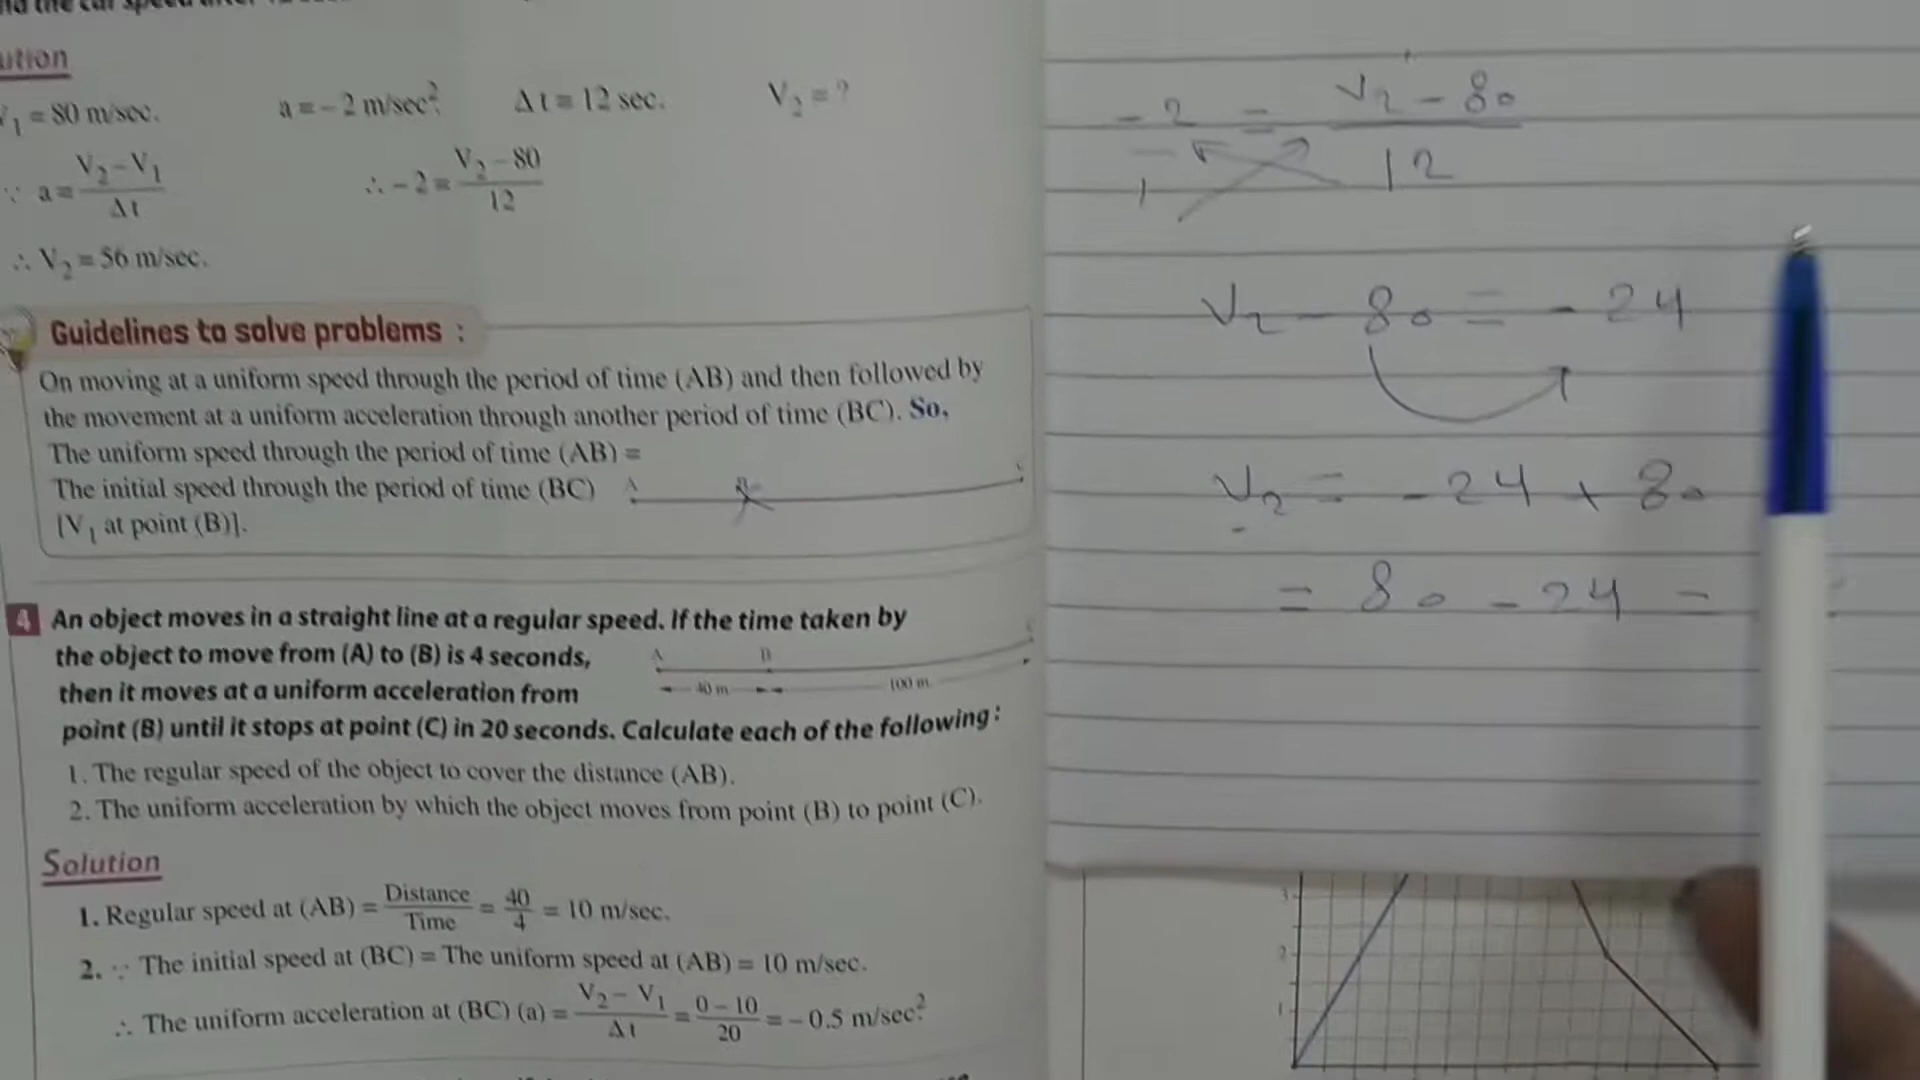 the car speed after
ution
V₁ = 80 m/sec.    a = – 2 m/sec²    Δt = 12 sec.    V₂ = ?
∵ a = (V₂ – V₁) / Δt    ∴ – 2 = (V₂ – 80) / 12
∴ V₂ = 56 m/sec.
Guidelines to solve problems :
On moving at a uniform speed through the period of time (AB) and then followed by
the movement at a uniform acceleration through another period of time (BC). So,
The uniform speed through the period of time (AB) =
The initial speed through the period of time (BC)
[V₁ at point (B)].
A    B    C
4 An object moves in a straight line at a regular speed. If the time taken by
the object to move from (A) to (B) is 4 seconds,
then it moves at a uniform acceleration from
point (B) until it stops at point (C) in 20 seconds. Calculate each of the following:
A    B
40 m    100 m
1. The regular speed of the object to cover the distance (AB).
2. The uniform acceleration by which the object moves from point (B) to point (C).
Solution
1. Regular speed at (AB) = Distance / Time = 40 / 4 = 10 m/sec.
2. ∵ The initial speed at (BC) = The uniform speed at (AB) = 10 m/sec.
∴ The uniform acceleration at (BC) (a) = (V₂ – V₁) / Δt = (0 – 10) / 20 = – 0.5 m/sec²
-2 / 1 = (V₂ - 80) / 12
V₂ - 80 = - 24
V₂ = - 24 + 80
= 80 - 24 =
3
2
1